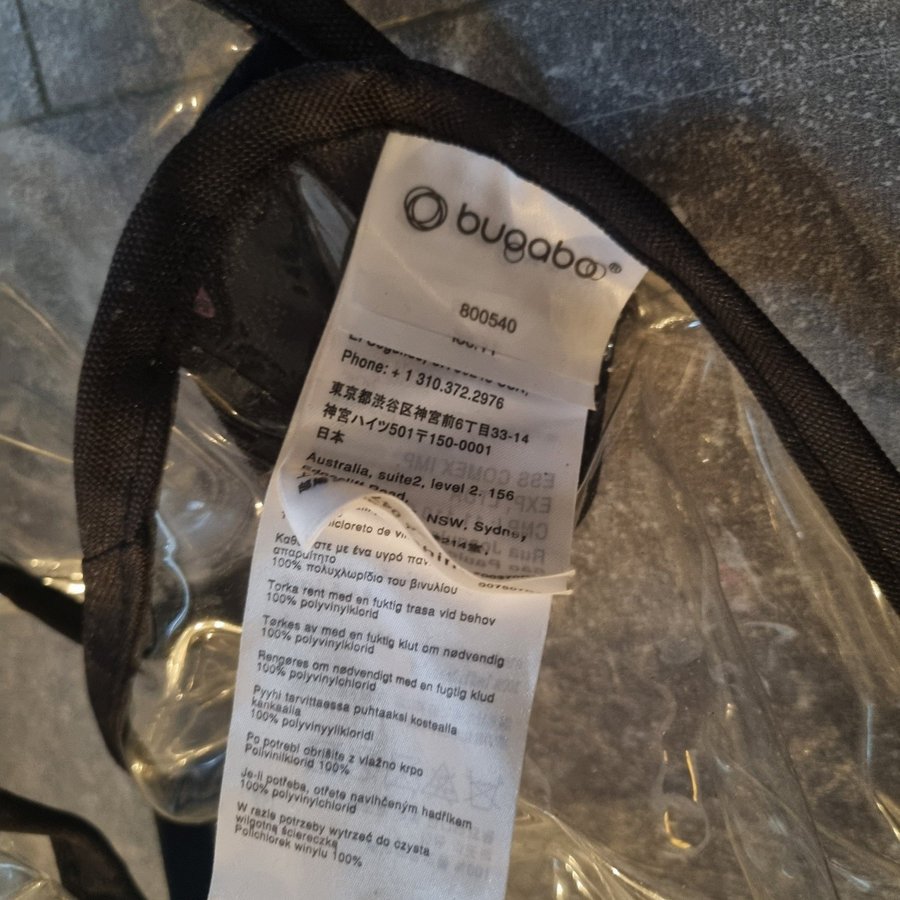 bugaboo®
800540
Phone: + 1 310.372.2976
東京都渋谷区神宮前6丁目33-14
神宮ハイツ501〒150-0001
日本
Australia, suite2, level 2. 156
Road,
NSW, Sydney,
απαραίτητο
με ένα υγρό
100% πολυχλωρίδιο του βινυλίου
Torka rent med en fuktig trasa vid behov
100% polyvinylklorid
Tørkes av med en fuktig klut om nødvendig
100% polyvinylklorid
Rengøres om nødvendigt med en fugtig klud
100% polyvinylchlorid
Pyyhi tarvittaessa puhtaaksi kostealla
kankaalla
100% polyvinyylikloridi
Po potrebi obrišite z vlažno krpo
Polivinilklorid 100%
Je-li potřeba, otřete navlhčeným hadříkem
100% polyvinylchlorid
W razie potrzeby wytrzeć do czysta
wilgotną ściereczką
Polichlorek winylu 100%